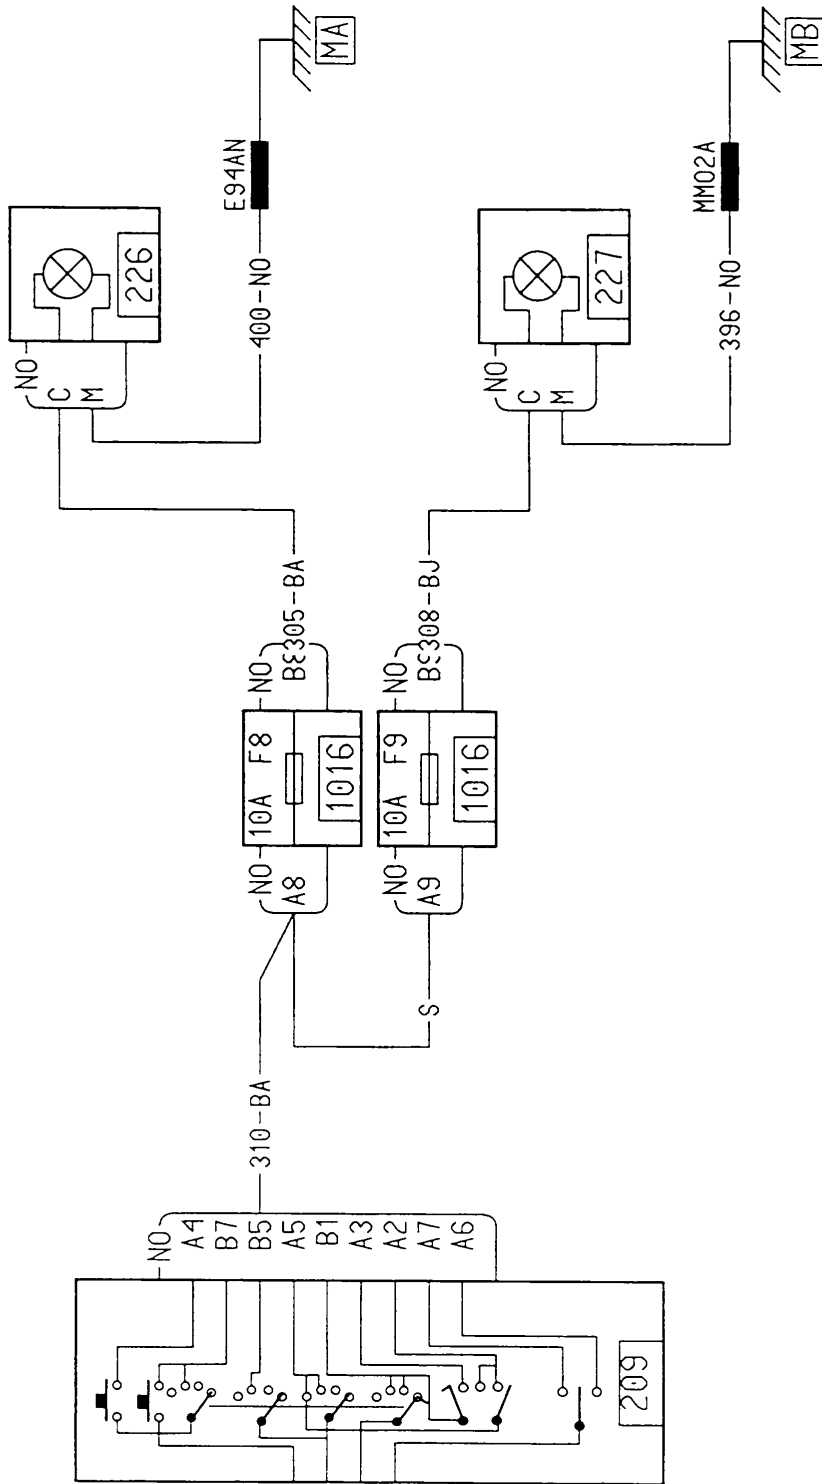 MA
E94AN
226
400-NO
NO
C
M
MB
MM02A
227
396-NO
NO
C
M
305-BA
NO
10A F8
1016
NO
A8
308-BJ
NO
10A F9
1016
NO
A9
S
310-BA
NO
A4
B7
B5
A5
B1
A3
A2
A7
A6
209